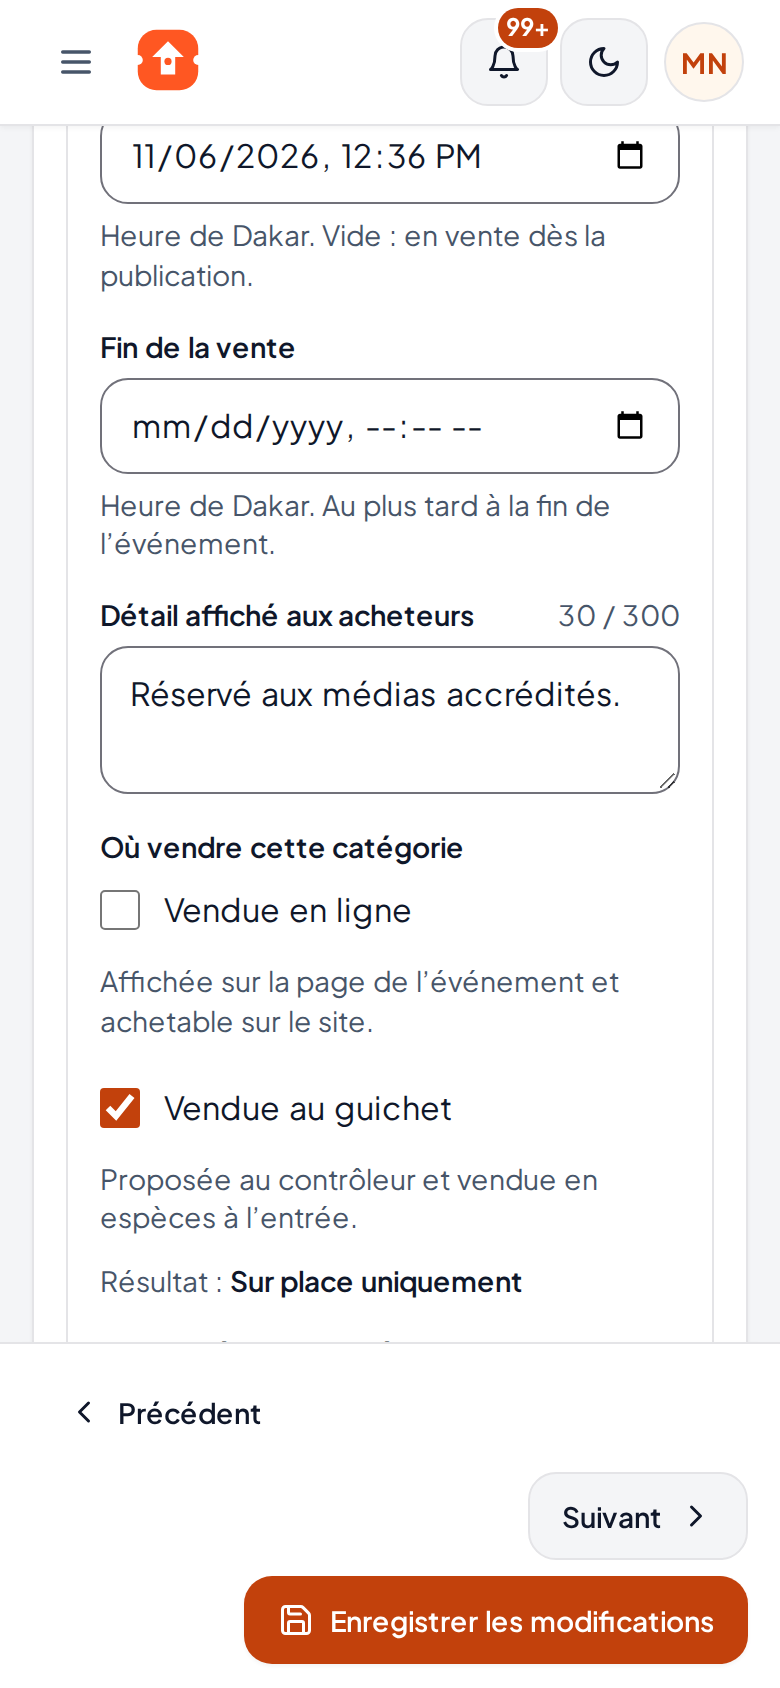 99+
MN
11/06/2026, 12:36 PM
Heure de Dakar. Vide : en vente dès la
publication.
Fin de la vente
mm/dd/yyyy, --:-- --
Heure de Dakar. Au plus tard à la fin de
l’événement.
Détail affiché aux acheteurs 30 / 300
Réservé aux médias accrédités.
Où vendre cette catégorie
Vendue en ligne
Affichée sur la page de l’événement et
achetable sur le site.
Vendue au guichet
Proposée au contrôleur et vendue en
espèces à l’entrée.
Résultat : Sur place uniquement
Précédent
Suivant
Enregistrer les modifications